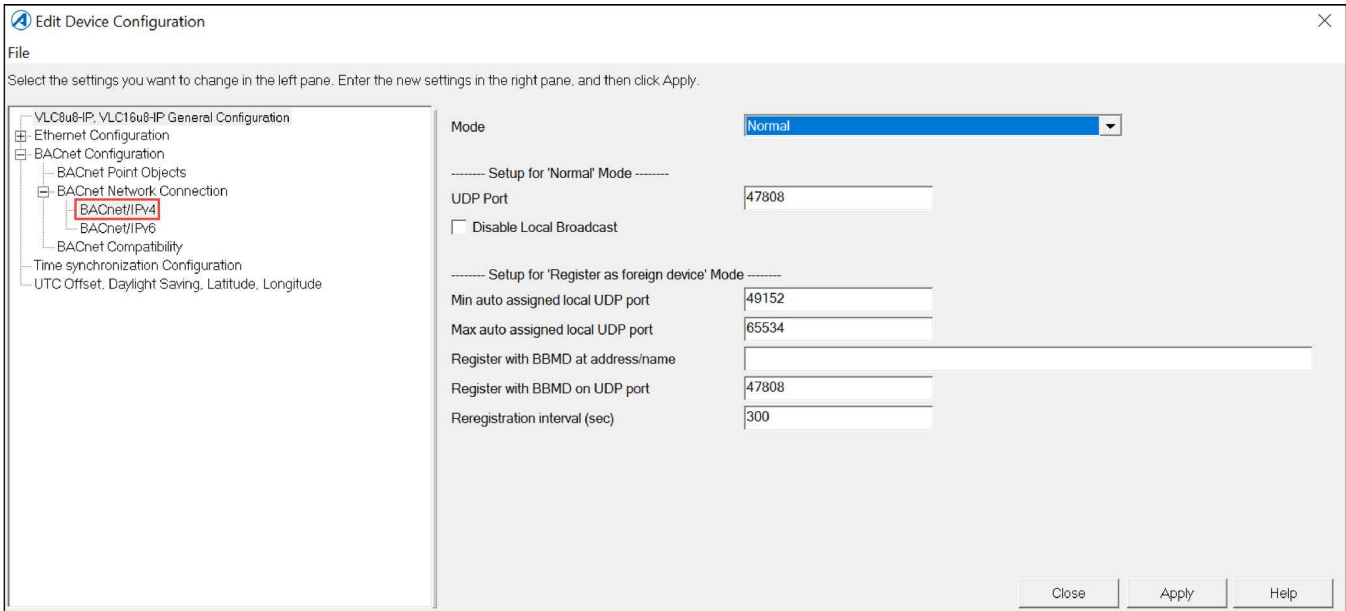 Edit Device Configuration
File
Select the settings you want to change in the left pane. Enter the new settings in the right pane, and then click Apply.
VLC8u8-IP, VLC16u8-IP General Configuration
Ethernet Configuration
BACnet Configuration
BACnet Point Objects
BACnet Network Connection
BACnet/IPv4
BACnet/IPv6
BACnet Compatibility
Time synchronization Configuration
UTC Offset, Daylight Saving, Latitude, Longitude
Mode Normal
-------- Setup for 'Normal' Mode --------
UDP Port 47808
Disable Local Broadcast
-------- Setup for 'Register as foreign device' Mode --------
Min auto assigned local UDP port 49152
Max auto assigned local UDP port 65534
Register with BBMD at address/name
Register with BBMD on UDP port 47808
Reregistration interval (sec) 300
Close Apply Help